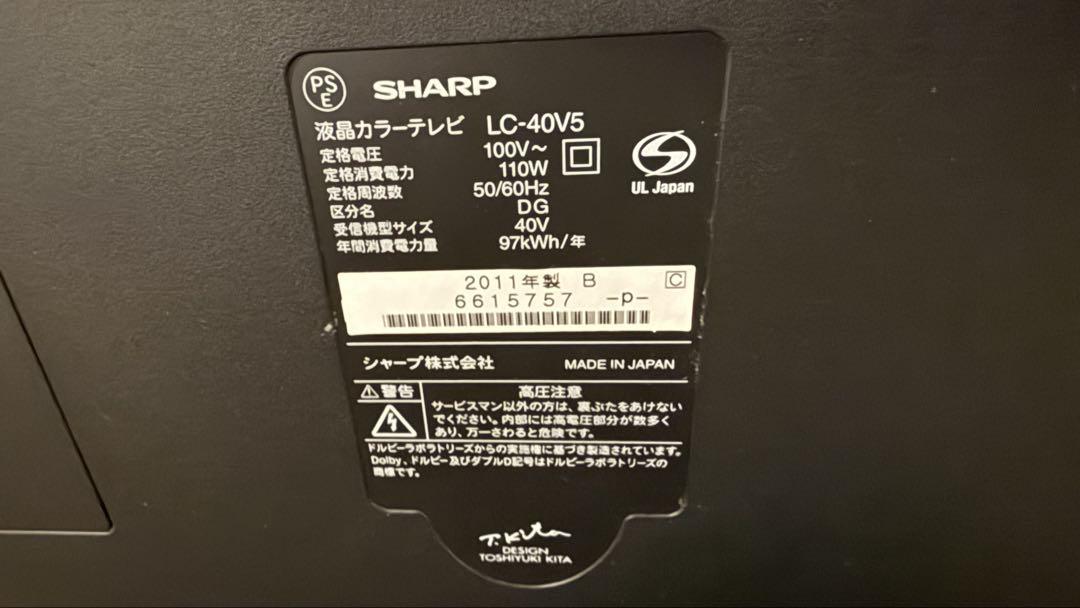 PS
E
SHARP
液晶カラーテレビ LC-40V5
定格電圧 100V～
定格消費電力 110W
定格周波数 50/60Hz
区分名 DG
受信機型サイズ 40V
年間消費電力量 97kWh/年
UL Japan
2011年製 B C
6615757 -p-
シャープ株式会社 MADE IN JAPAN
警告 高圧注意
サービスマン以外の方は、裏ぶたをあけない
でください。内部には高電圧部分が数多く
あり、万一さわると危険です。
ドルビーラボラトリーズからの実施権に基づき製造されています。
Dolby、ドルビー及びダブルD記号はドルビーラボラトリーズの
商標です。
T.Kita
DESIGN
TOSHIYUKI KITA